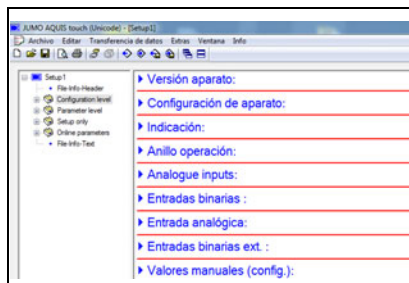 JUMO AQUIS touch (Unicode) - [Setup1]
Archivo Editar Transferencia de datos Extras Ventana Info
Setup1
File-Info-Header
Configuration level
Parameter level
Setup only
Online parameters
File-Info-Text
Versión aparato:
Configuración de aparato:
Indicación:
Anillo operación:
Analogue inputs:
Entradas binarias :
Entrada analógica:
Entradas binarias ext. :
Valores manuales (config.):